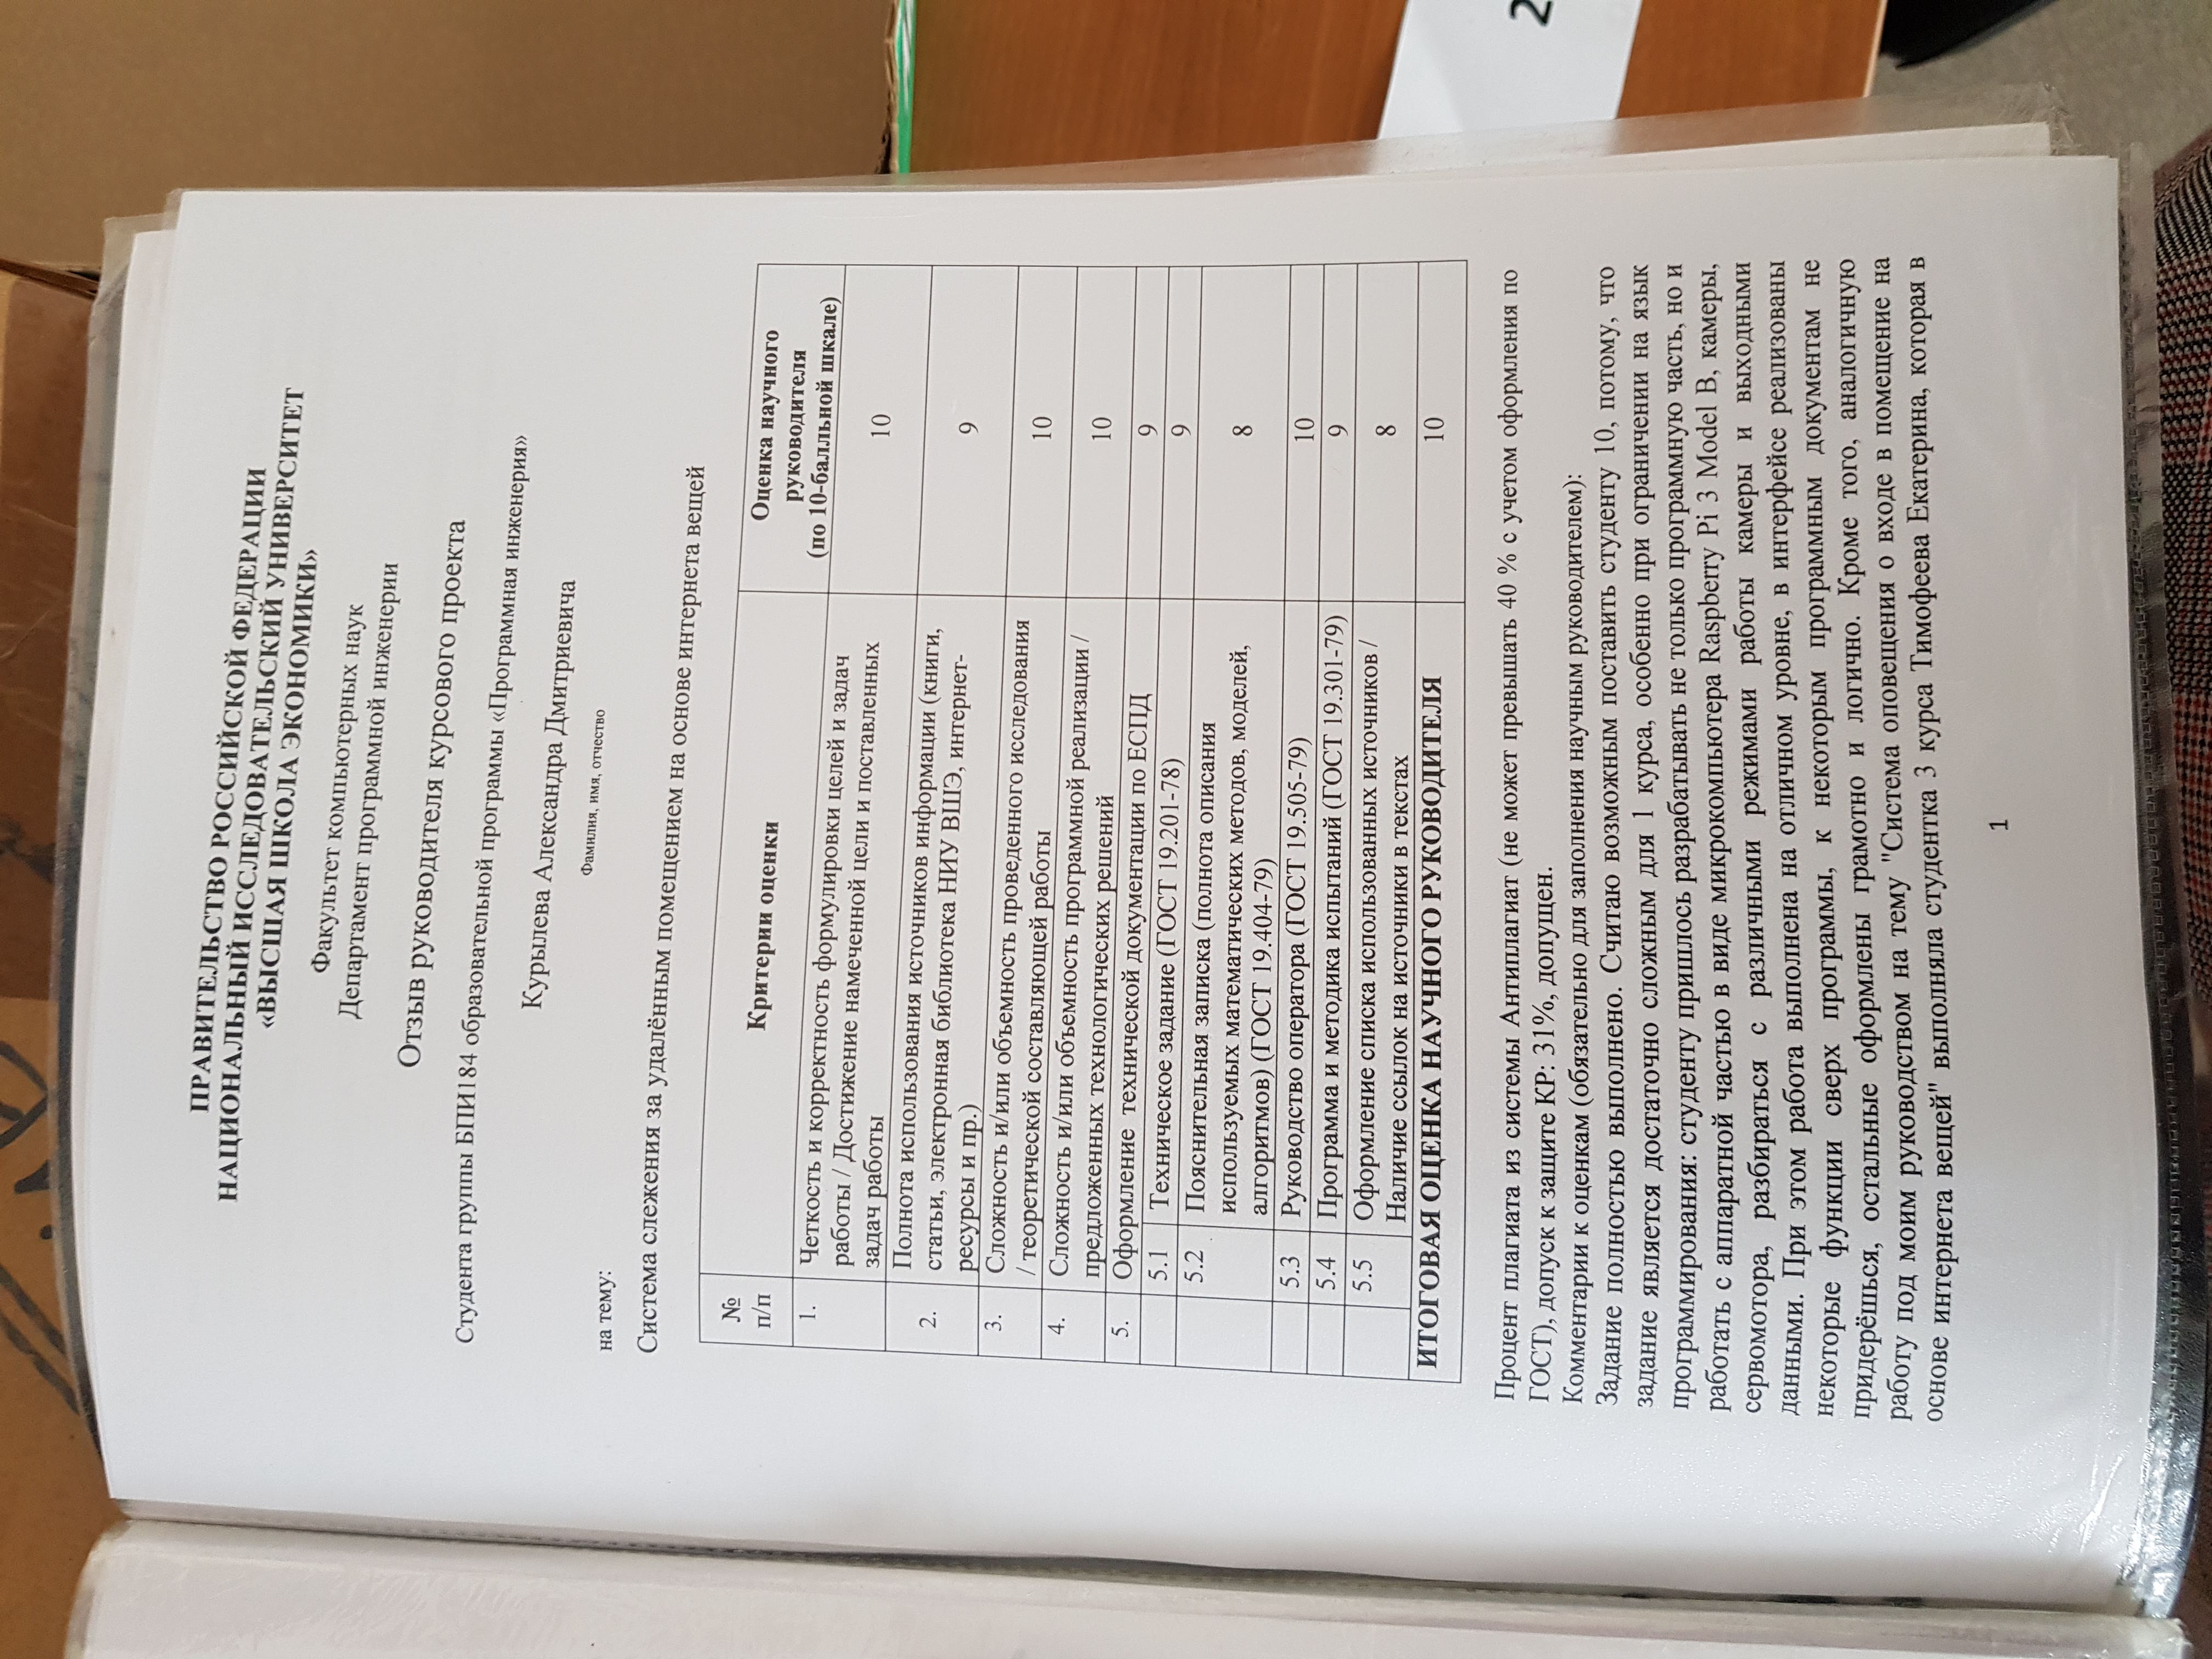 ПРАВИТЕЛЬСТВО РОССИЙСКОЙ ФЕДЕРАЦИИ
НАЦИОНАЛЬНЫЙ ИССЛЕДОВАТЕЛЬСКИЙ УНИВЕРСИТЕТ
«ВЫСШАЯ ШКОЛА ЭКОНОМИКИ»
Факультет компьютерных наук
Департамент программной инженерии
Отзыв руководителя курсового проекта
Студента группы БПИ184 образовательной программы «Программная инженерия»
Курылева Александра Дмитриевича
Фамилия, имя, отчество
на тему:
Система слежения за удалённым помещением на основе интернета вещей
№
п/п
Критерии оценки
Оценка научного
руководителя
(по 10-балльной шкале)
1.
Четкость и корректность формулировки целей и задач
работы / Достижение намеченной цели и поставленных
задач работы
10
2.
Полнота использования источников информации (книги,
статьи, электронная библиотека НИУ ВШЭ, интернет-
ресурсы и пр.)
9
3.
Сложность и/или объемность проведенного исследования
/ теоретической составляющей работы
10
4.
Сложность и/или объемность программной реализации /
предложенных технологических решений
10
5.
Оформление технической документации по ЕСПД
9
5.1
Техническое задание (ГОСТ 19.201-78)
9
5.2
Пояснительная записка (полнота описания
используемых математических методов, моделей,
алгоритмов) (ГОСТ 19.404-79)
8
5.3
Руководство оператора (ГОСТ 19.505-79)
10
5.4
Программа и методика испытаний (ГОСТ 19.301-79)
9
5.5
Оформление списка использованных источников /
Наличие ссылок на источники в текстах
8
ИТОГОВАЯ ОЦЕНКА НАУЧНОГО РУКОВОДИТЕЛЯ
10
Процент плагиата из системы Антиплагиат (не может превышать 40 % с учетом оформления по
ГОСТ), допуск к защите КР: 31%, допущен.
Комментарии к оценкам (обязательно для заполнения научным руководителем):
Задание полностью выполнено. Считаю возможным поставить студенту 10, потому, что
задание является достаточно сложным для 1 курса, особенно при ограничении на язык
программирования: студенту пришлось разрабатывать не только программную часть, но и
работать с аппаратной частью в виде микрокомпьютера Raspberry Pi 3 Model B, камеры,
сервомотора, разбираться с различными режимами работы камеры и выходными
данными. При этом работа выполнена на отличном уровне, в интерфейсе реализованы
некоторые функции сверх программы, к некоторым программным документам не
придерёшься, остальные оформлены грамотно и логично. Кроме того, аналогичную
работу под моим руководством на тему "Система оповещения о входе в помещение на
основе интернета вещей" выполняла студентка 3 курса Тимофеева Екатерина, которая в
1
2